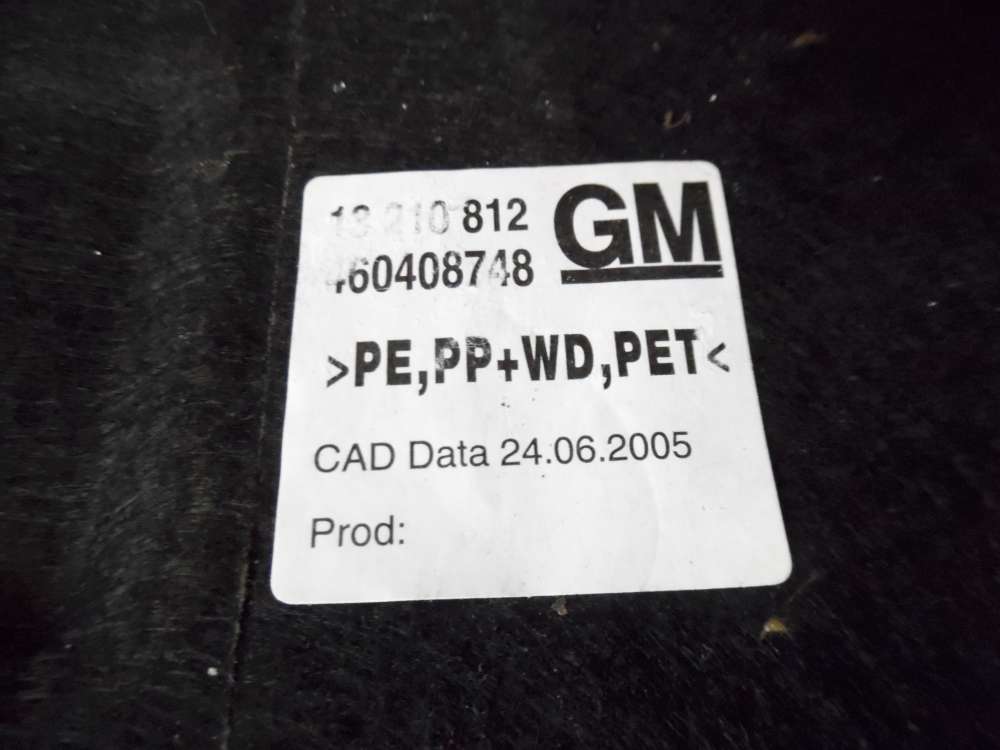 13 210 812
460408748
GM
>PE,PP+WD,PET<
CAD Data 24.06.2005
Prod: